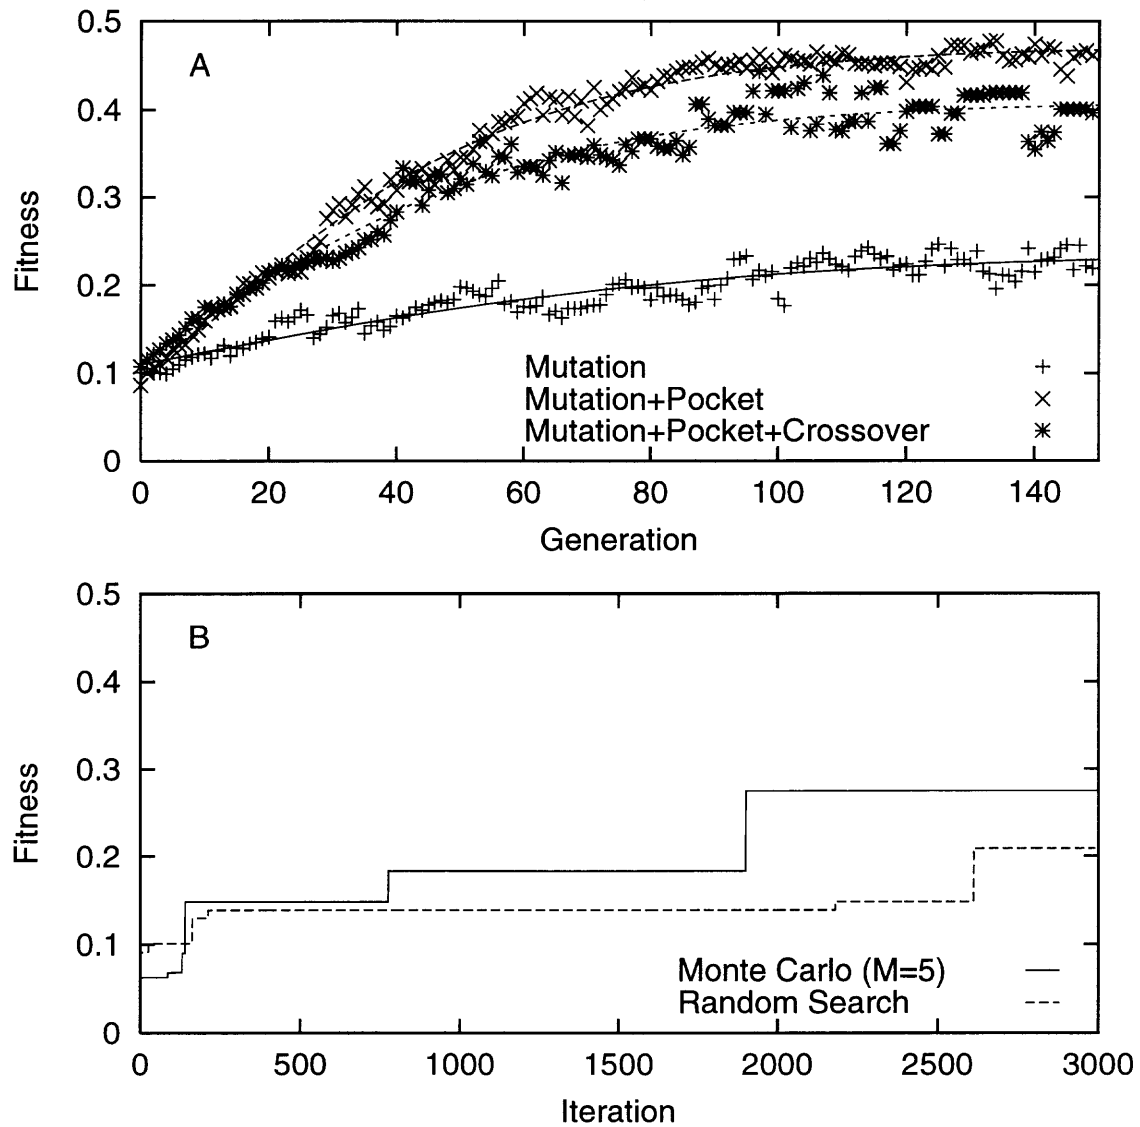 0.5
A
0.4
0.3
Fitness
0.2
0.1
Mutation
Mutation+Pocket
Mutation+Pocket+Crossover
0
0 20 40 60 80 100 120 140
Generation
0.5
B
0.4
0.3
Fitness
0.2
0.1
Monte Carlo (M=5)
Random Search
0
0 500 1000 1500 2000 2500 3000
Iteration